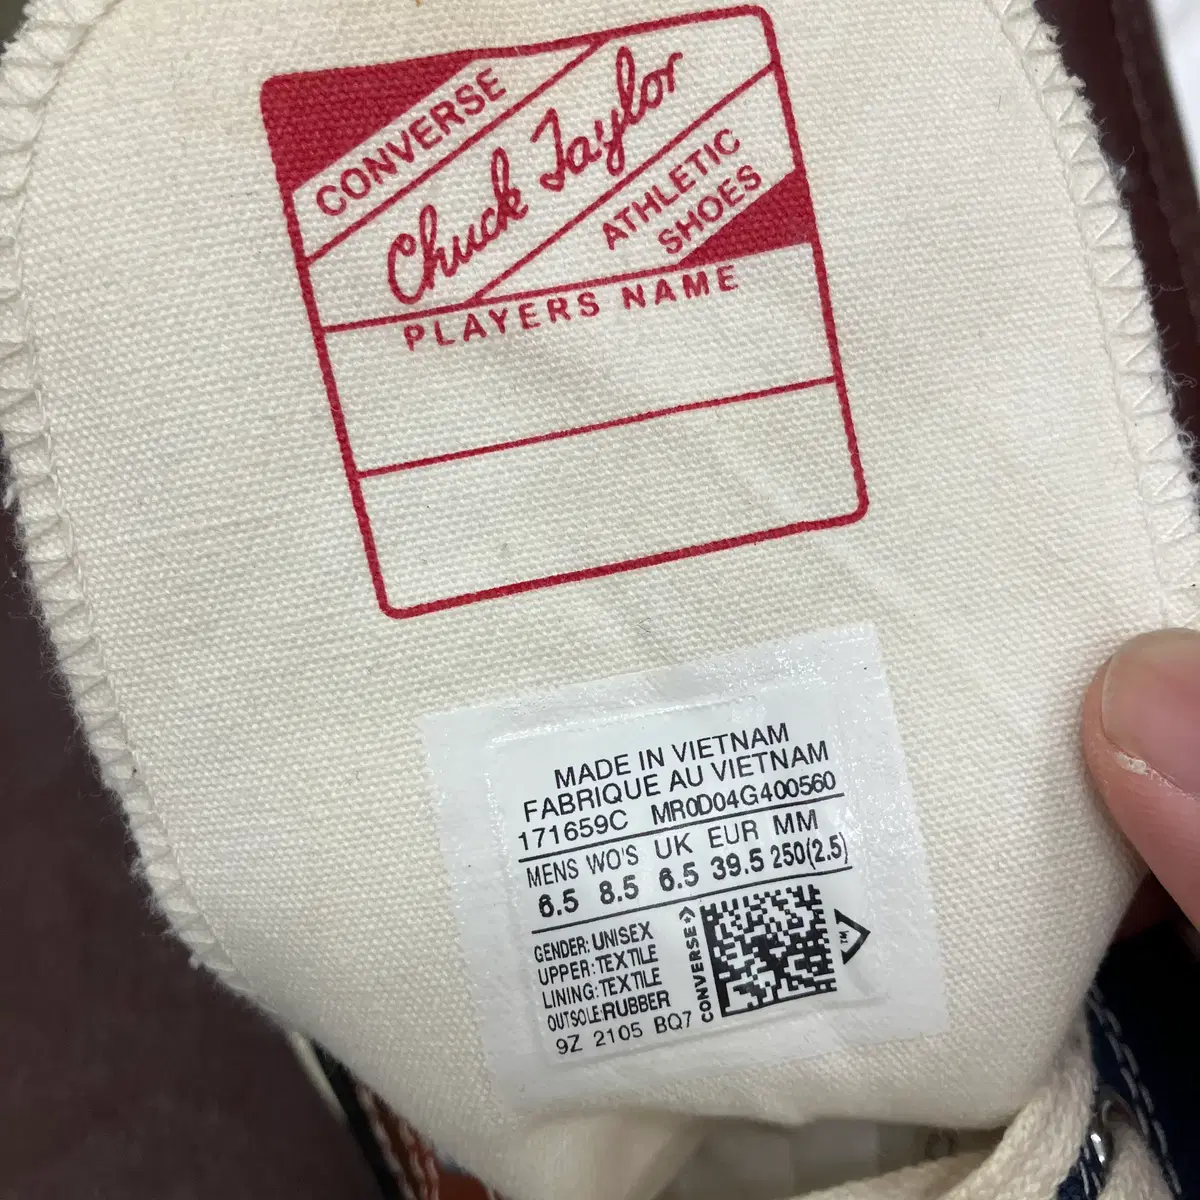 CONVERSE
Chuck Taylor
ATHLETIC
SHOES
PLAYERS NAME
MADE IN VIETNAM
FABRIQUE AU VIETNAM
171659C MR0D04G400560
MENS WO'S UK EUR MM
6.5 8.5 6.5 39.5 250(2.5)
GENDER: UNISEX
UPPER: TEXTILE
LINING: TEXTILE
OUTSOLE: RUBBER
9Z 2105 BQ7
CONVERSE
TM